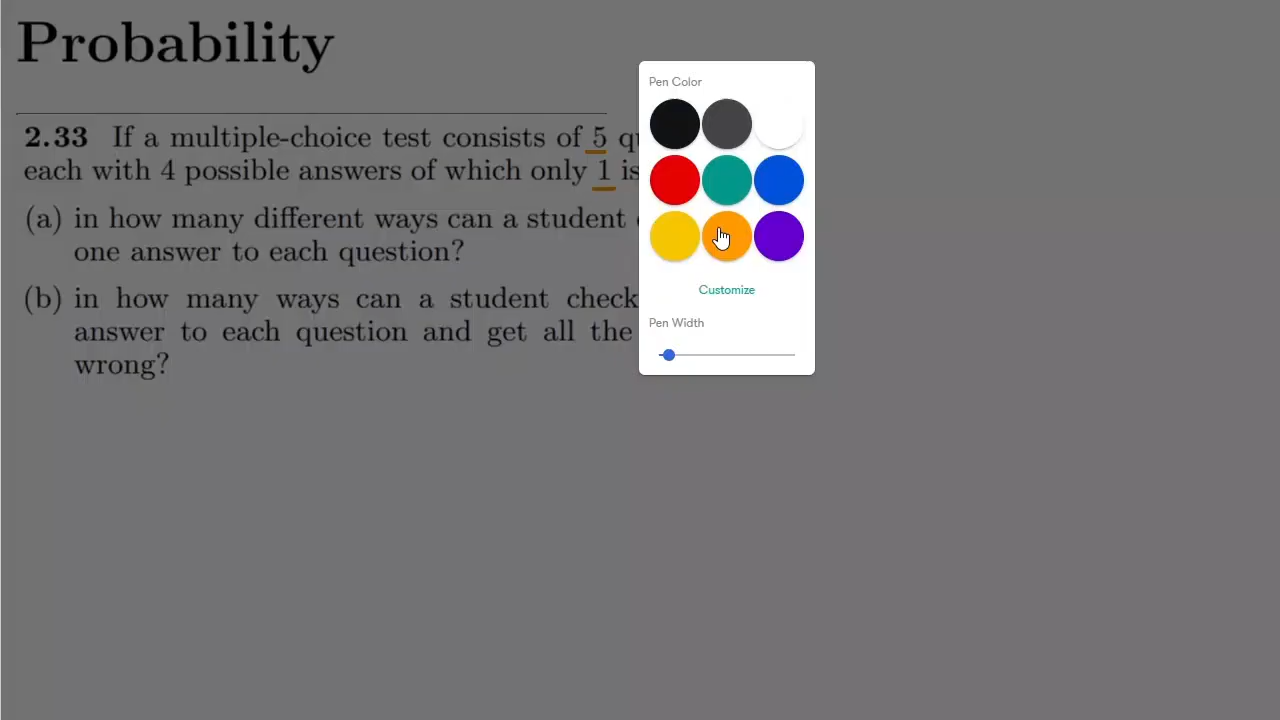 Probability
2.33 If a multiple-choice test consists of 5
each with 4 possible answers of which only 1 is
(a) in how many different ways can a student
one answer to each question?
(b) in how many ways can a student check
answer to each question and get all the
wrong?
Pen Color
Customize
Pen Width